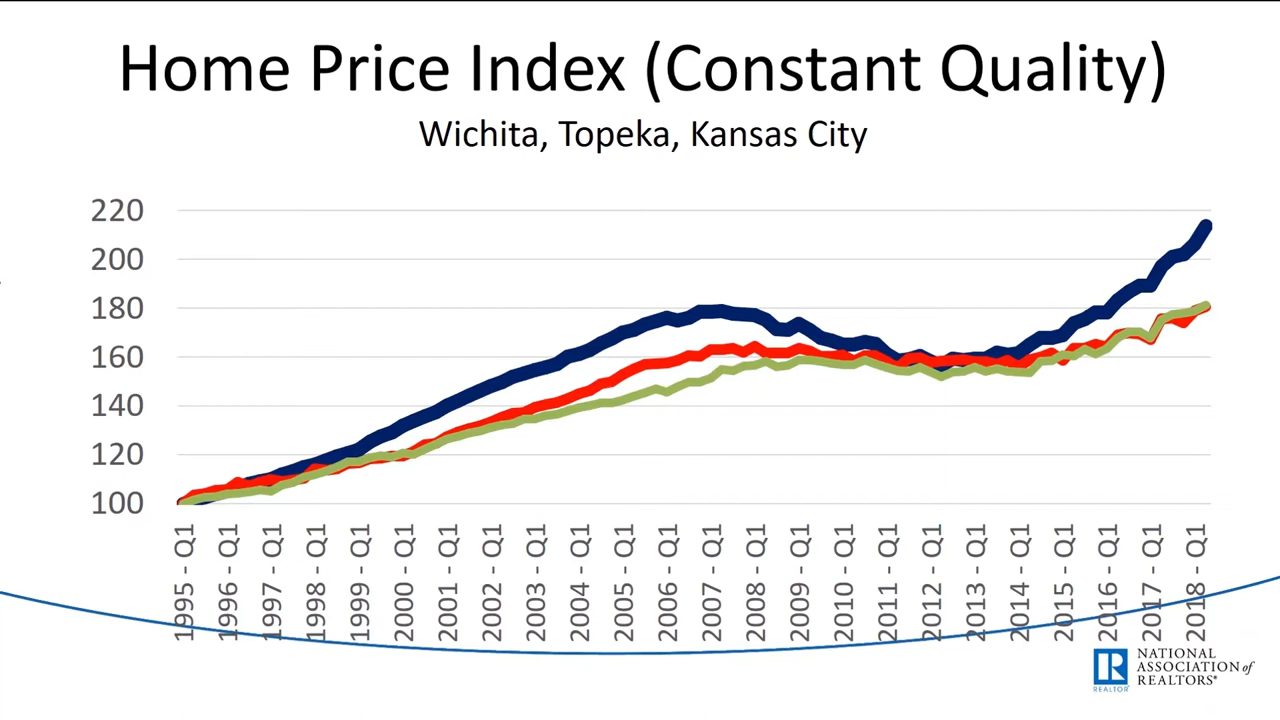 Home Price Index (Constant Quality)
Wichita, Topeka, Kansas City
220
200
180
160
140
120
100
1995 - Q1
1996 - Q1
1997 - Q1
1998 - Q1
1999 - Q1
2000 - Q1
2001 - Q1
2002 - Q1
2003 - Q1
2004 - Q1
2005 - Q1
2006 - Q1
2007 - Q1
2008 - Q1
2009 - Q1
2010 - Q1
2011 - Q1
2012 - Q1
2013 - Q1
2014 - Q1
2015 - Q1
2016 - Q1
2017 - Q1
2018 - Q1
NATIONAL
ASSOCIATION of
REALTORS®
R
REALTOR®